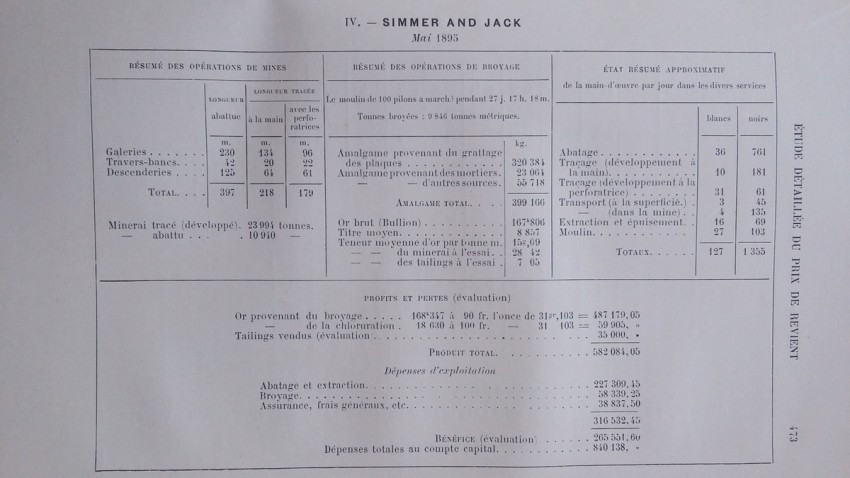 IV. — SIMMER AND JACK
Mai 1895
RÉSUMÉ DES OPÉRATIONS DE MINES
LONGUEUR abattue
LONGUEUR TRACÉE
à la main
avec les perfo-ratrices
m. m. m.
Galeries . . . . . . . 230 134 96
Travers-bancs. . . . 42 20 22
Descenderies . . . . 125 64 61
TOTAL. . . . 397 218 179
Minerai tracé (développé). 23 994 tonnes.
— abattu . . . . 10 940 —
RÉSUMÉ DES OPÉRATIONS DE BROYAGE
Le moulin de 100 pilons a marché pendant 27 j. 17 h. 18 m.
Tonnes broyées : 9 846 tonnes métriques.
kg.
Amalgame provenant du grattage
des plaques . . . . . . . . . . . . 320 384
Amalgame provenant des mortiers. 23 064
— — d'autres sources. 55 718
AMALGAME TOTAL. . . . 399 166
Or brut (Bullion) . . . . . . . . . 167k806
Titre moyen. . . . . . . . . . . . 8 857
Teneur moyenne d'or par tonne m. 15g,09
— — du minerai à l'essai . . 28 42
— — des tailings à l'essai . 7 05
ÉTAT RÉSUMÉ APPROXIMATIF
de la main-d'œuvre par jour dans les divers services
blancs noirs
Abatage . . . . . . . . . . . . 36 761
Traçage (développement à
la main). . . . . . . . . . . 10 181
Traçage (développement à la
perforatrice) . . . . . . . . 31 61
Transport (à la superficie.) . 3 45
— (dans la mine) . . 4 135
Extraction et épuisement. . 16 69
Moulin. . . . . . . . . . . . 27 103
TOTAUX. . . . . . 127 1 355
PROFITS ET PERTES (évaluation)
Or provenant du broyage . . . . . 168k347 à 90 fr. l'once de 31gr,103 = 487 179,05
— de la chloruration . 18 630 à 100 fr. — 31 103 = 59 905, »
Tailings vendus (évaluation . . . . . . . . . . . . . . 35 000, »
PRODUIT TOTAL. . . . . . . . . . . 582 084,05
Dépenses d'exploitation
Abatage et extraction. . . . . . . . . . . . . . . . 227 309,45
Broyage. . . . . . . . . . . . . . . . . . . . . . . 58 339,25
Assurance, frais généraux, etc. . . . . . . . . . . . 38 837,50
316 532,45
BÉNÉFICE (évaluation) . . . . . . 265 551,60
Dépenses totales au compte capital. . . . . . . . . . 840 138, »
ÉTUDE DÉTAILLÉE DU PRIX DE REVIENT
473